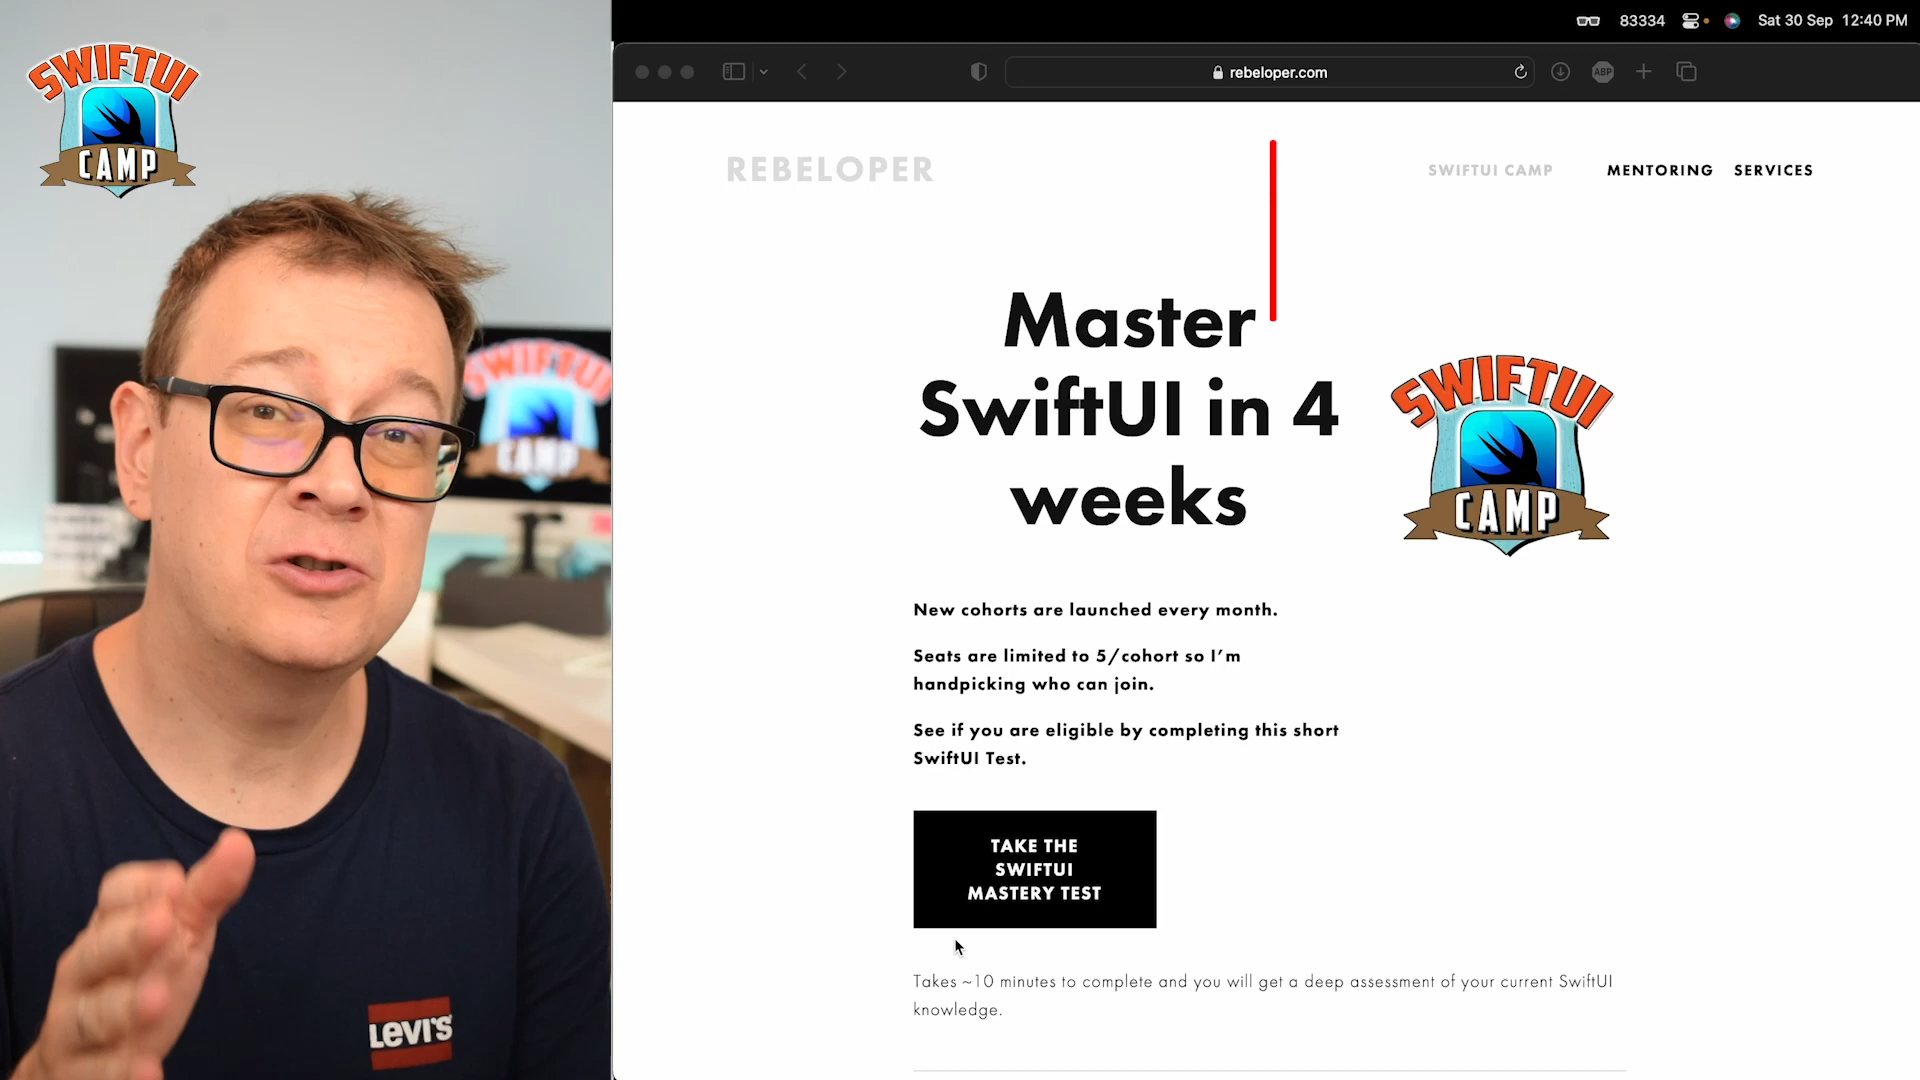 SWIFTUI
CAMP
SWIFTUI
CAMP
LEVI'S
83334
Sat 30 Sep 12:40 PM
rebeloper.com
ABP
REBELOPER
SWIFTUI CAMP
MENTORING
SERVICES
Master
SwiftUI in 4
weeks
SWIFTUI
CAMP
New cohorts are launched every month.
Seats are limited to 5/cohort so I’m
handpicking who can join.
See if you are eligible by completing this short
SwiftUI Test.
TAKE THE
SWIFTUI
MASTERY TEST
Takes ~10 minutes to complete and you will get a deep assessment of your current SwiftUI
knowledge.